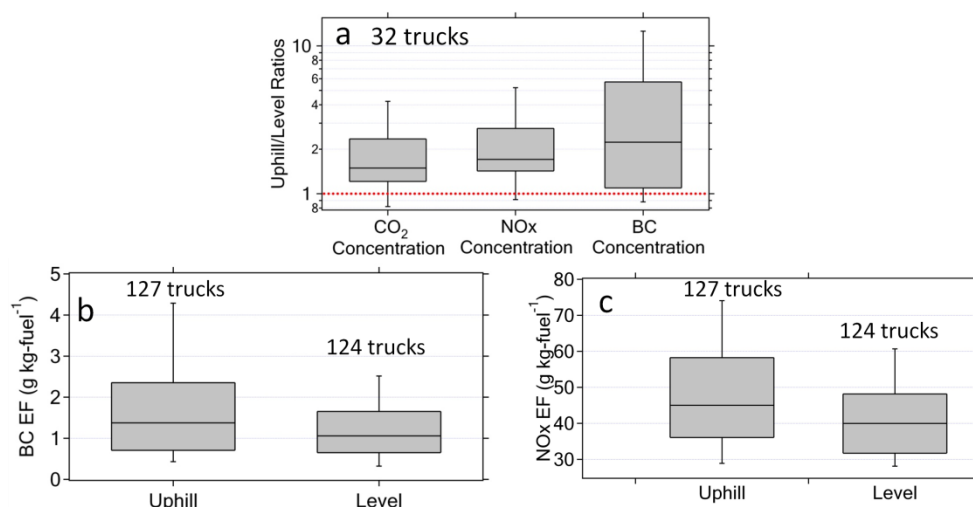 a 32 trucks
Uphill/Level Ratios
10
8
6
4
2
1
8
CO₂
Concentration
NOx
Concentration
BC
Concentration
b
127 trucks
124 trucks
BC EF (g kg-fuel⁻¹)
5
4
3
2
1
0
Uphill
Level
c
127 trucks
124 trucks
NOx EF (g kg-fuel⁻¹)
80
70
60
50
40
30
Uphill
Level